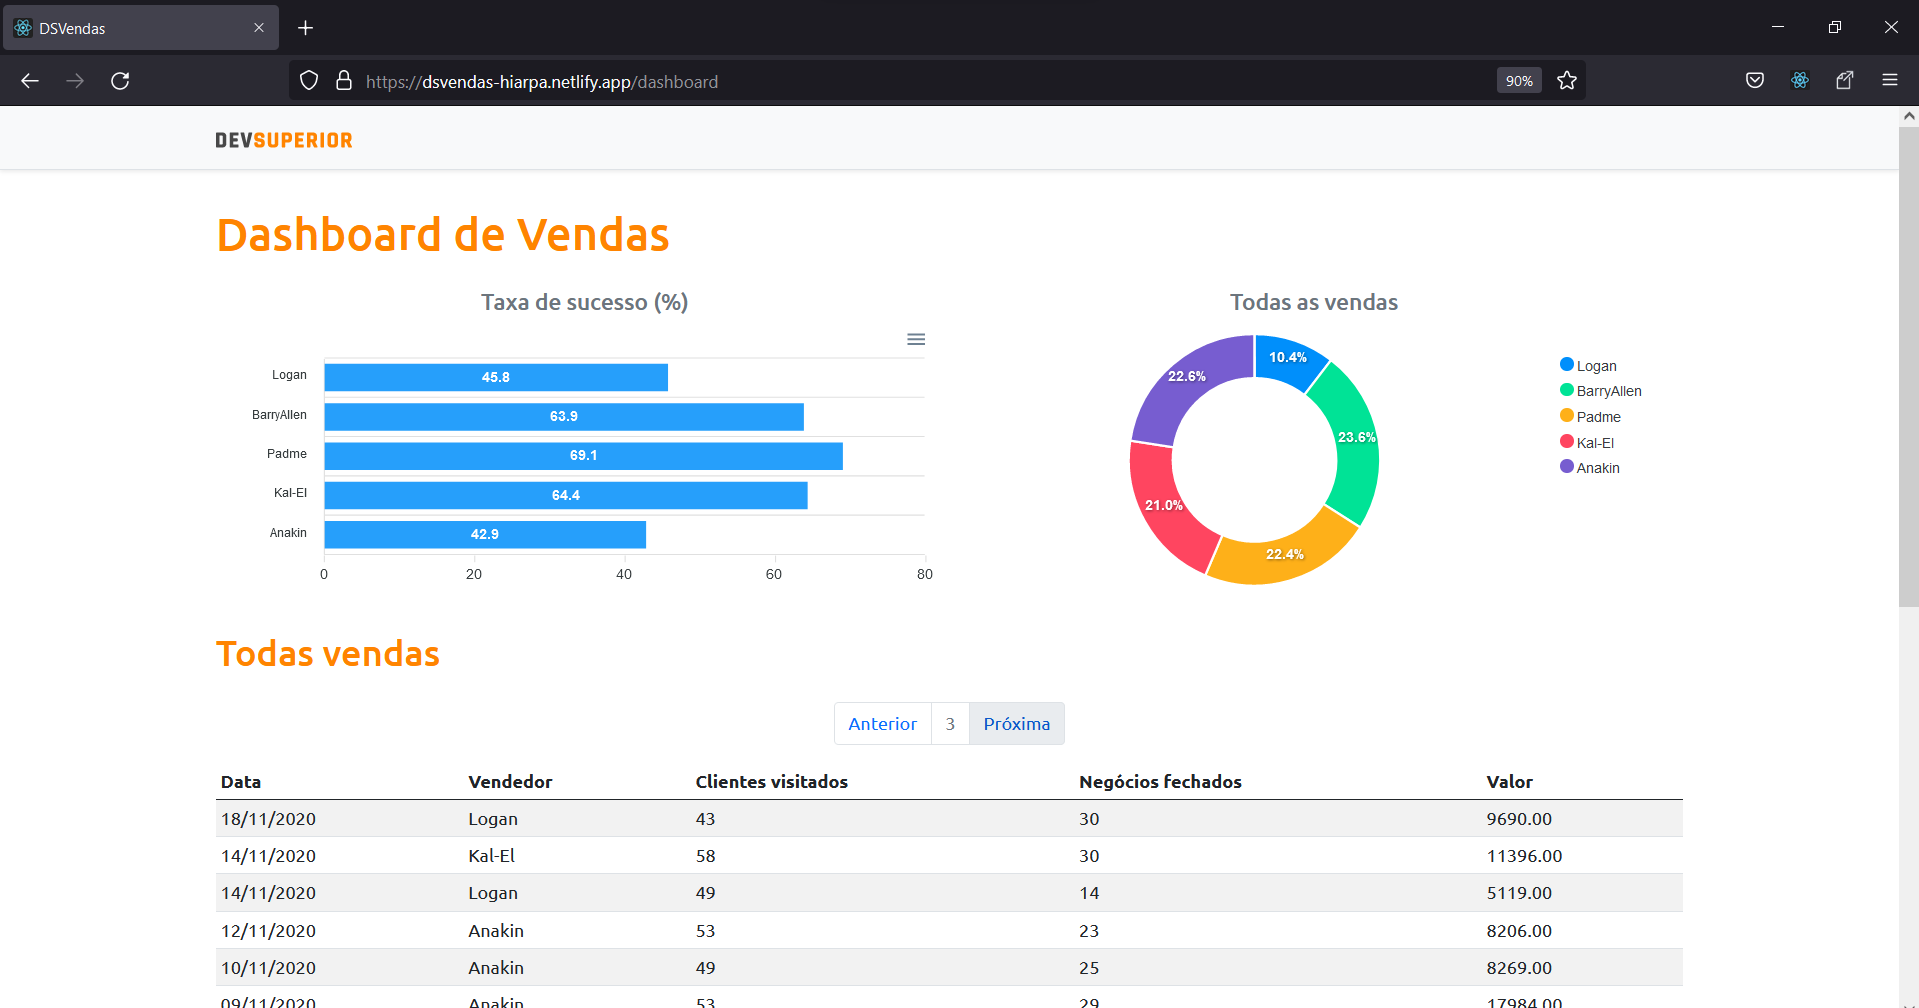 DSVendas
https://dsvendas-hiarpa.netlify.app/dashboard
90%
DEVSUPERIOR
Dashboard de Vendas
Taxa de sucesso (%)
Logan 45.8
BarryAllen 63.9
Padme 69.1
Kal-El 64.4
Anakin 42.9
0 20 40 60 80
Todas as vendas
10.4%
23.6%
22.4%
21.0%
22.6%
Logan
BarryAllen
Padme
Kal-El
Anakin
Todas vendas
Anterior 3 Próxima
Data Vendedor Clientes visitados Negócios fechados Valor
18/11/2020 Logan 43 30 9690.00
14/11/2020 Kal-El 58 30 11396.00
14/11/2020 Logan 49 14 5119.00
12/11/2020 Anakin 53 23 8206.00
10/11/2020 Anakin 49 25 8269.00
09/11/2020 Anakin 53 29 17984.00